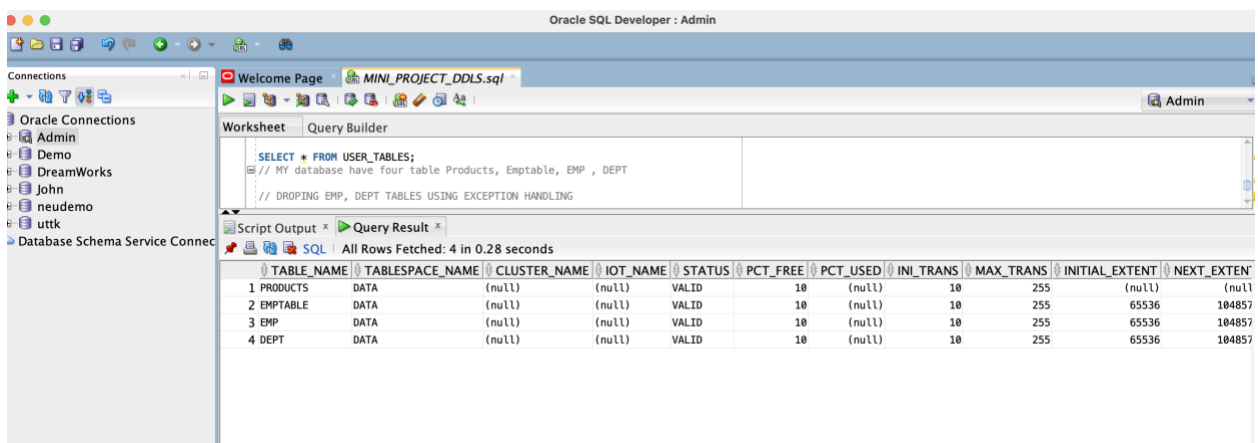 Oracle SQL Developer : Admin
Connections
Welcome Page
MINI_PROJECT_DDLS.sql
Admin
Oracle Connections
Admin
Demo
DreamWorks
John
neudemo
uttk
Database Schema Service Connec
Worksheet Query Builder
SELECT * FROM USER_TABLES;
// MY database have four table Products, Emptable, EMP , DEPT
// DROPING EMP, DEPT TABLES USING EXCEPTION HANDLING
Script Output Query Result
SQL All Rows Fetched: 4 in 0.28 seconds
TABLE_NAME TABLESPACE_NAME CLUSTER_NAME IOT_NAME STATUS PCT_FREE PCT_USED INI_TRANS MAX_TRANS INITIAL_EXTENT NEXT_EXTENT
1 PRODUCTS DATA (null) (null) VALID 10 (null) 10 255 (null) (null
2 EMPTABLE DATA (null) (null) VALID 10 (null) 10 255 65536 104857
3 EMP DATA (null) (null) VALID 10 (null) 10 255 65536 104857
4 DEPT DATA (null) (null) VALID 10 (null) 10 255 65536 104857